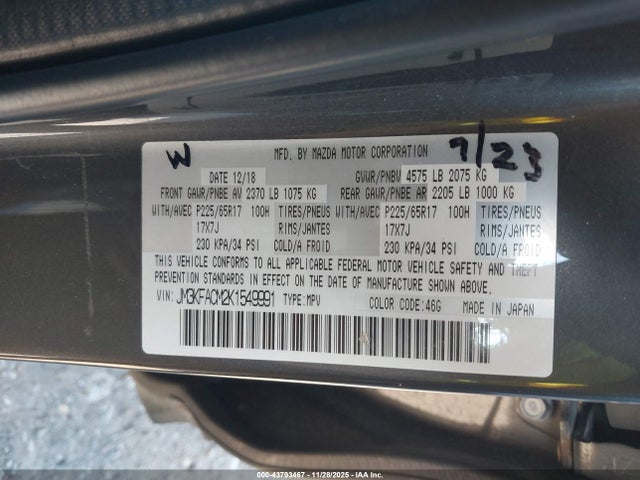 W
7/23
MFD. BY MAZDA MOTOR CORPORATION
DATE 12/18 GVWR/PNBV 4575 LB 2075 KG
FRONT GAWR/PNBE AV 2370 LB 1075 KG REAR GAWR/PNBE AR 2205 LB 1000 KG
WITH/AVEC P225/65R17 100H TIRES/PNEUS WITH/AVEC P225/65R17 100H TIRES/PNEUS
17X7J RIMS/JANTES 17X7J RIMS/JANTES
230 KPA/34 PSI COLD/A FROID 230 KPA/34 PSI COLD/A FROID
THIS VEHICLE CONFORMS TO ALL APPLICABLE FEDERAL MOTOR VEHICLE SAFETY AND THEFT
PREVENTION STANDARDS IN EFFECT ON THE DATE OF MANUFACTURE SHOWN ABOVE.
VIN: JM3KFACM2K1549991 TYPE:MPV COLOR CODE:46G MADE IN JAPAN
000-43793467 - 11/28/2025 - IAA Inc.